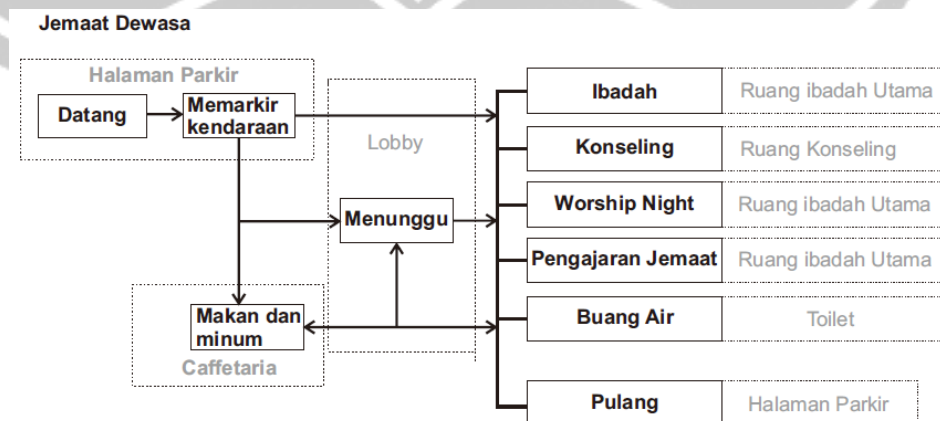 Jemaat Dewasa
Halaman Parkir
Datang
Memarkir
kendaraan
Lobby
Menunggu
Makan dan
minum
Caffetaria
Ibadah
Ruang ibadah Utama
Konseling
Ruang Konseling
Worship Night
Ruang ibadah Utama
Pengajaran Jemaat
Ruang ibadah Utama
Buang Air
Toilet
Pulang
Halaman Parkir